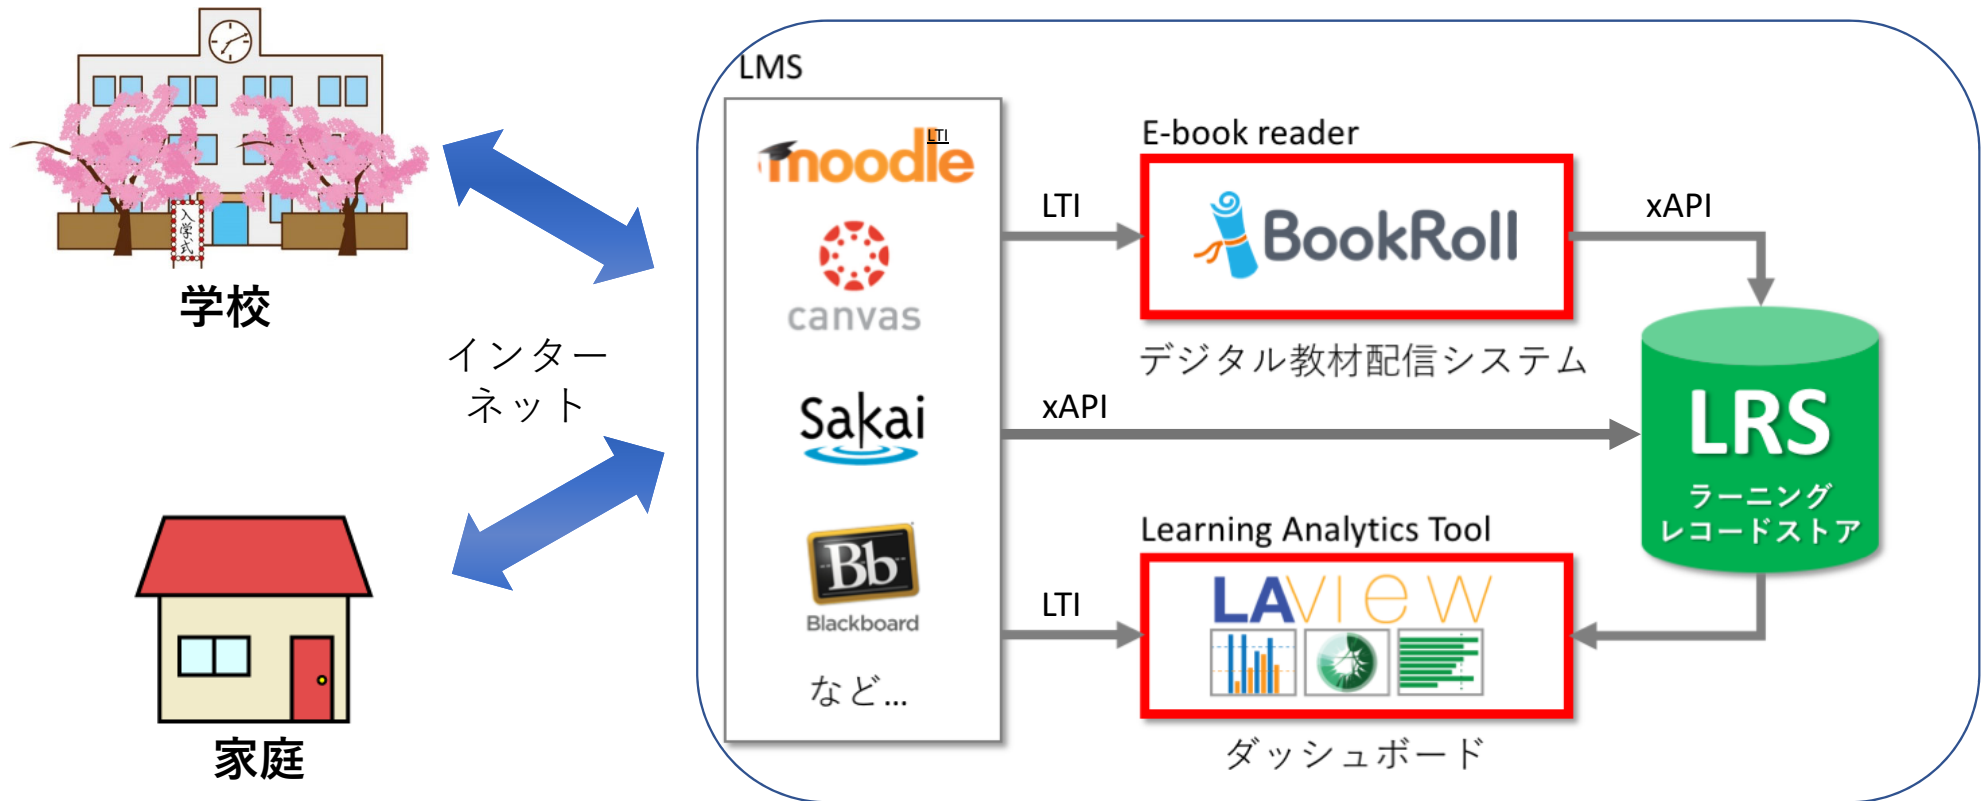 入学式
学校
インター
ネット
家庭
LMS
moodle
LTI
canvas
Sakai
Bb
Blackboard
など...
LTI
E-book reader
BookRoll
デジタル教材配信システム
xAPI
xAPI
LRS
ラーニング
レコードストア
LTI
Learning Analytics Tool
LAVIEW
ダッシュボード